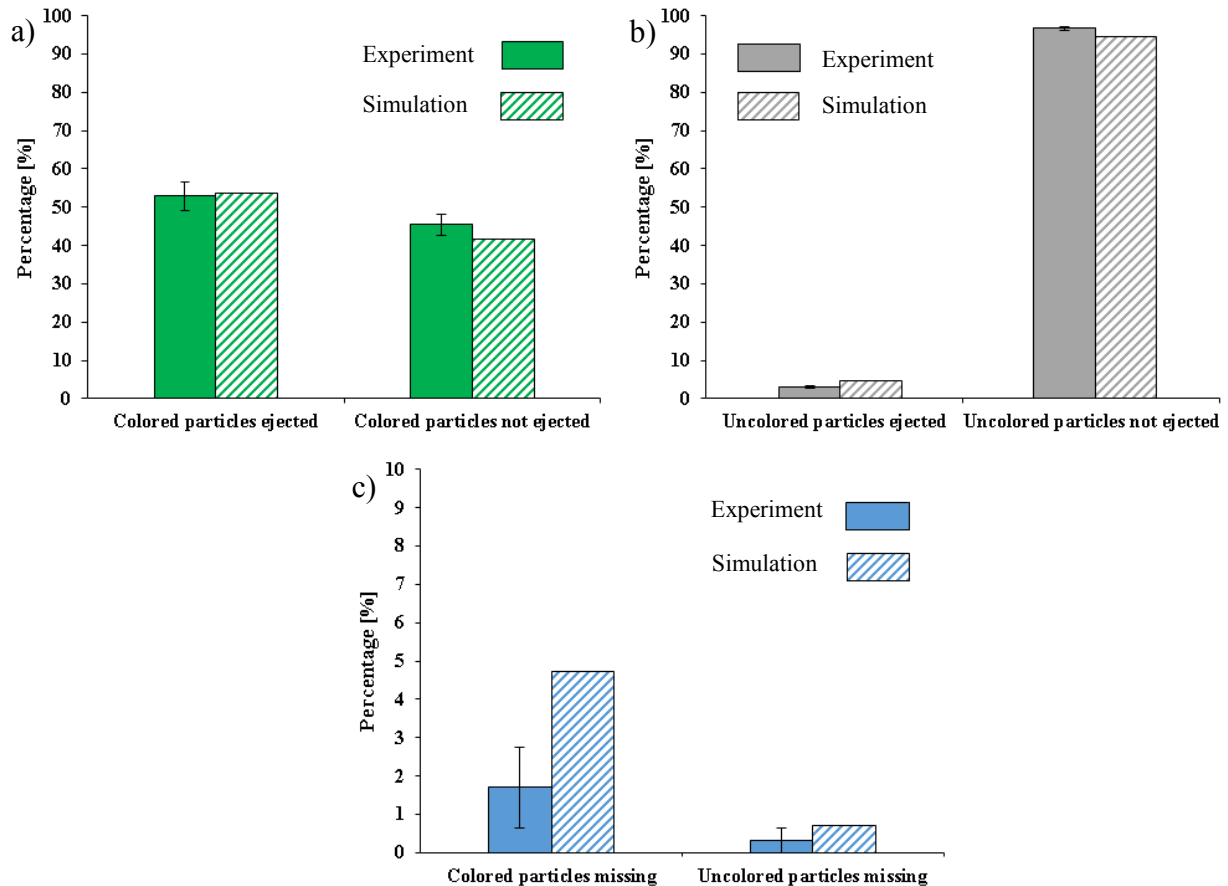 a)
Percentage [%]
100
90
80
70
60
50
40
30
20
10
0
Experiment
Simulation
Colored particles ejected
Colored particles not ejected
b)
Percentage [%]
100
90
80
70
60
50
40
30
20
10
0
Experiment
Simulation
Uncolored particles ejected
Uncolored particles not ejected
c)
Percentage [%]
10
9
8
7
6
5
4
3
2
1
0
Experiment
Simulation
Colored particles missing
Uncolored particles missing